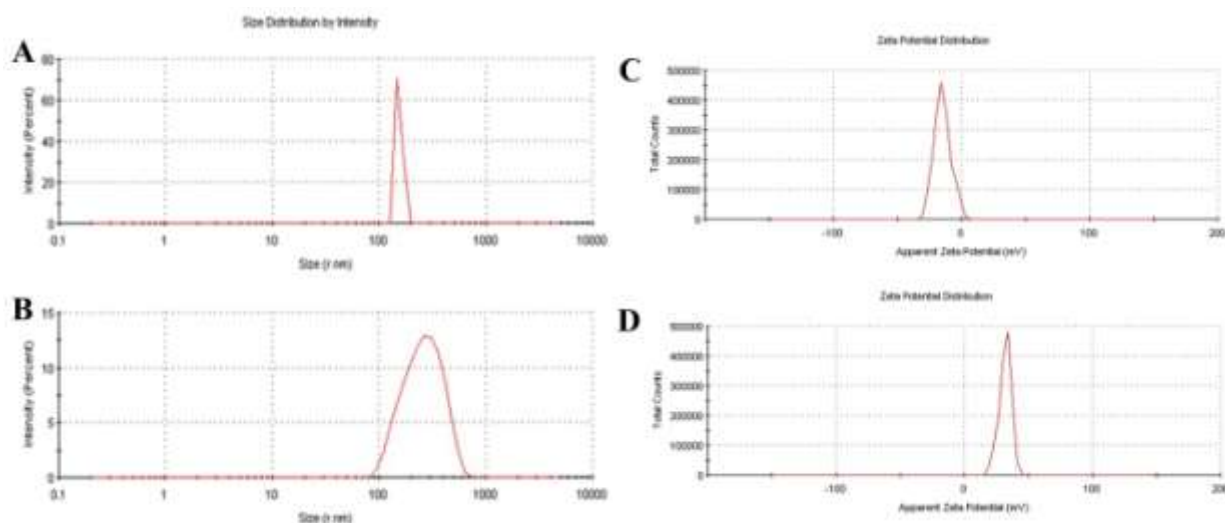 Size Distribution by Intensity
A
80
60
40
20
0
Intensity (Percent)
0.1 1 10 100 1000 10000
Size (r.nm)
B
15
10
5
0
Intensity (Percent)
0.1 1 10 100 1000 10000
Size (r.nm)
Zeta Potential Distribution
C
500000
400000
300000
200000
100000
0
Total Counts
-100 0 100 200
Apparent Zeta Potential (mV)
Zeta Potential Distribution
D
500000
400000
300000
200000
100000
0
Total Counts
-100 0 100 200
Apparent Zeta Potential (mV)